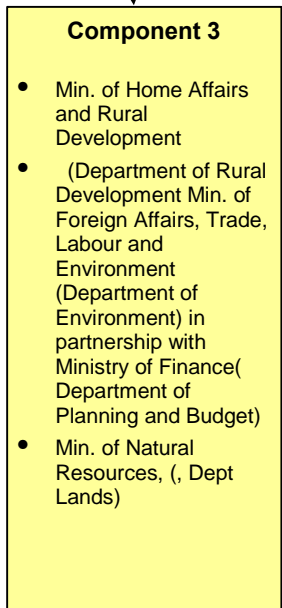 Component 3
• Min. of Home Affairs
and Rural
Development
• (Department of Rural
Development Min. of
Foreign Affairs, Trade,
Labour and
Environment
(Department of
Environment) in
partnership with
Ministry of Finance(
Department of
Planning and Budget)
• Min. of Natural
Resources, (, Dept
Lands)